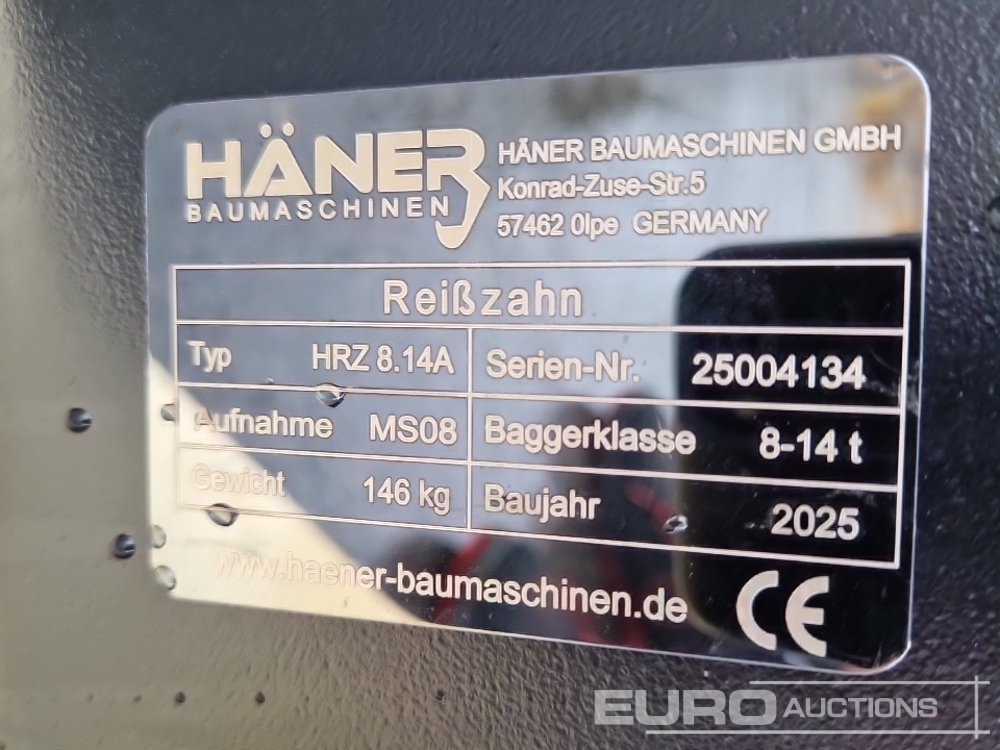 HÄNER
BAUMASCHINEN
HÄNER BAUMASCHINEN GMBH
Konrad-Zuse-Str.5
57462 Olpe GERMANY
Reißzahn
Typ HRZ 8.14A Serien-Nr. 25004134
Aufnahme MS08 Baggerklasse 8-14 t
Gewicht 146 kg Baujahr 2025
www.haener-baumaschinen.de CE
EURO AUCTIONS